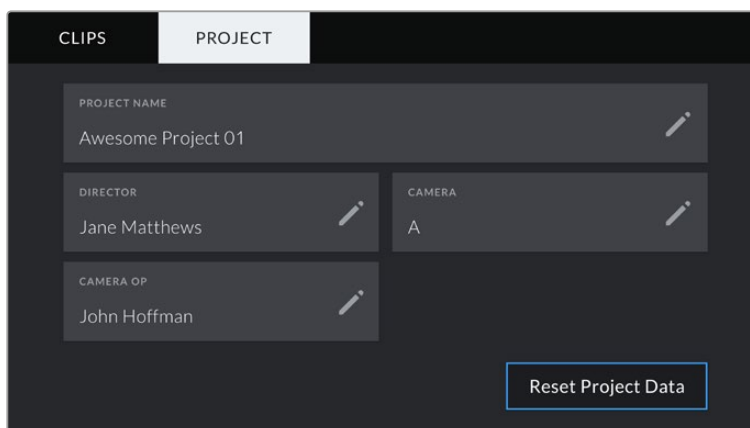 CLIPS PROJECT
PROJECT NAME
Awesome Project 01
DIRECTOR
Jane Matthews
CAMERA
A
CAMERA OP
John Hoffman
Reset Project Data